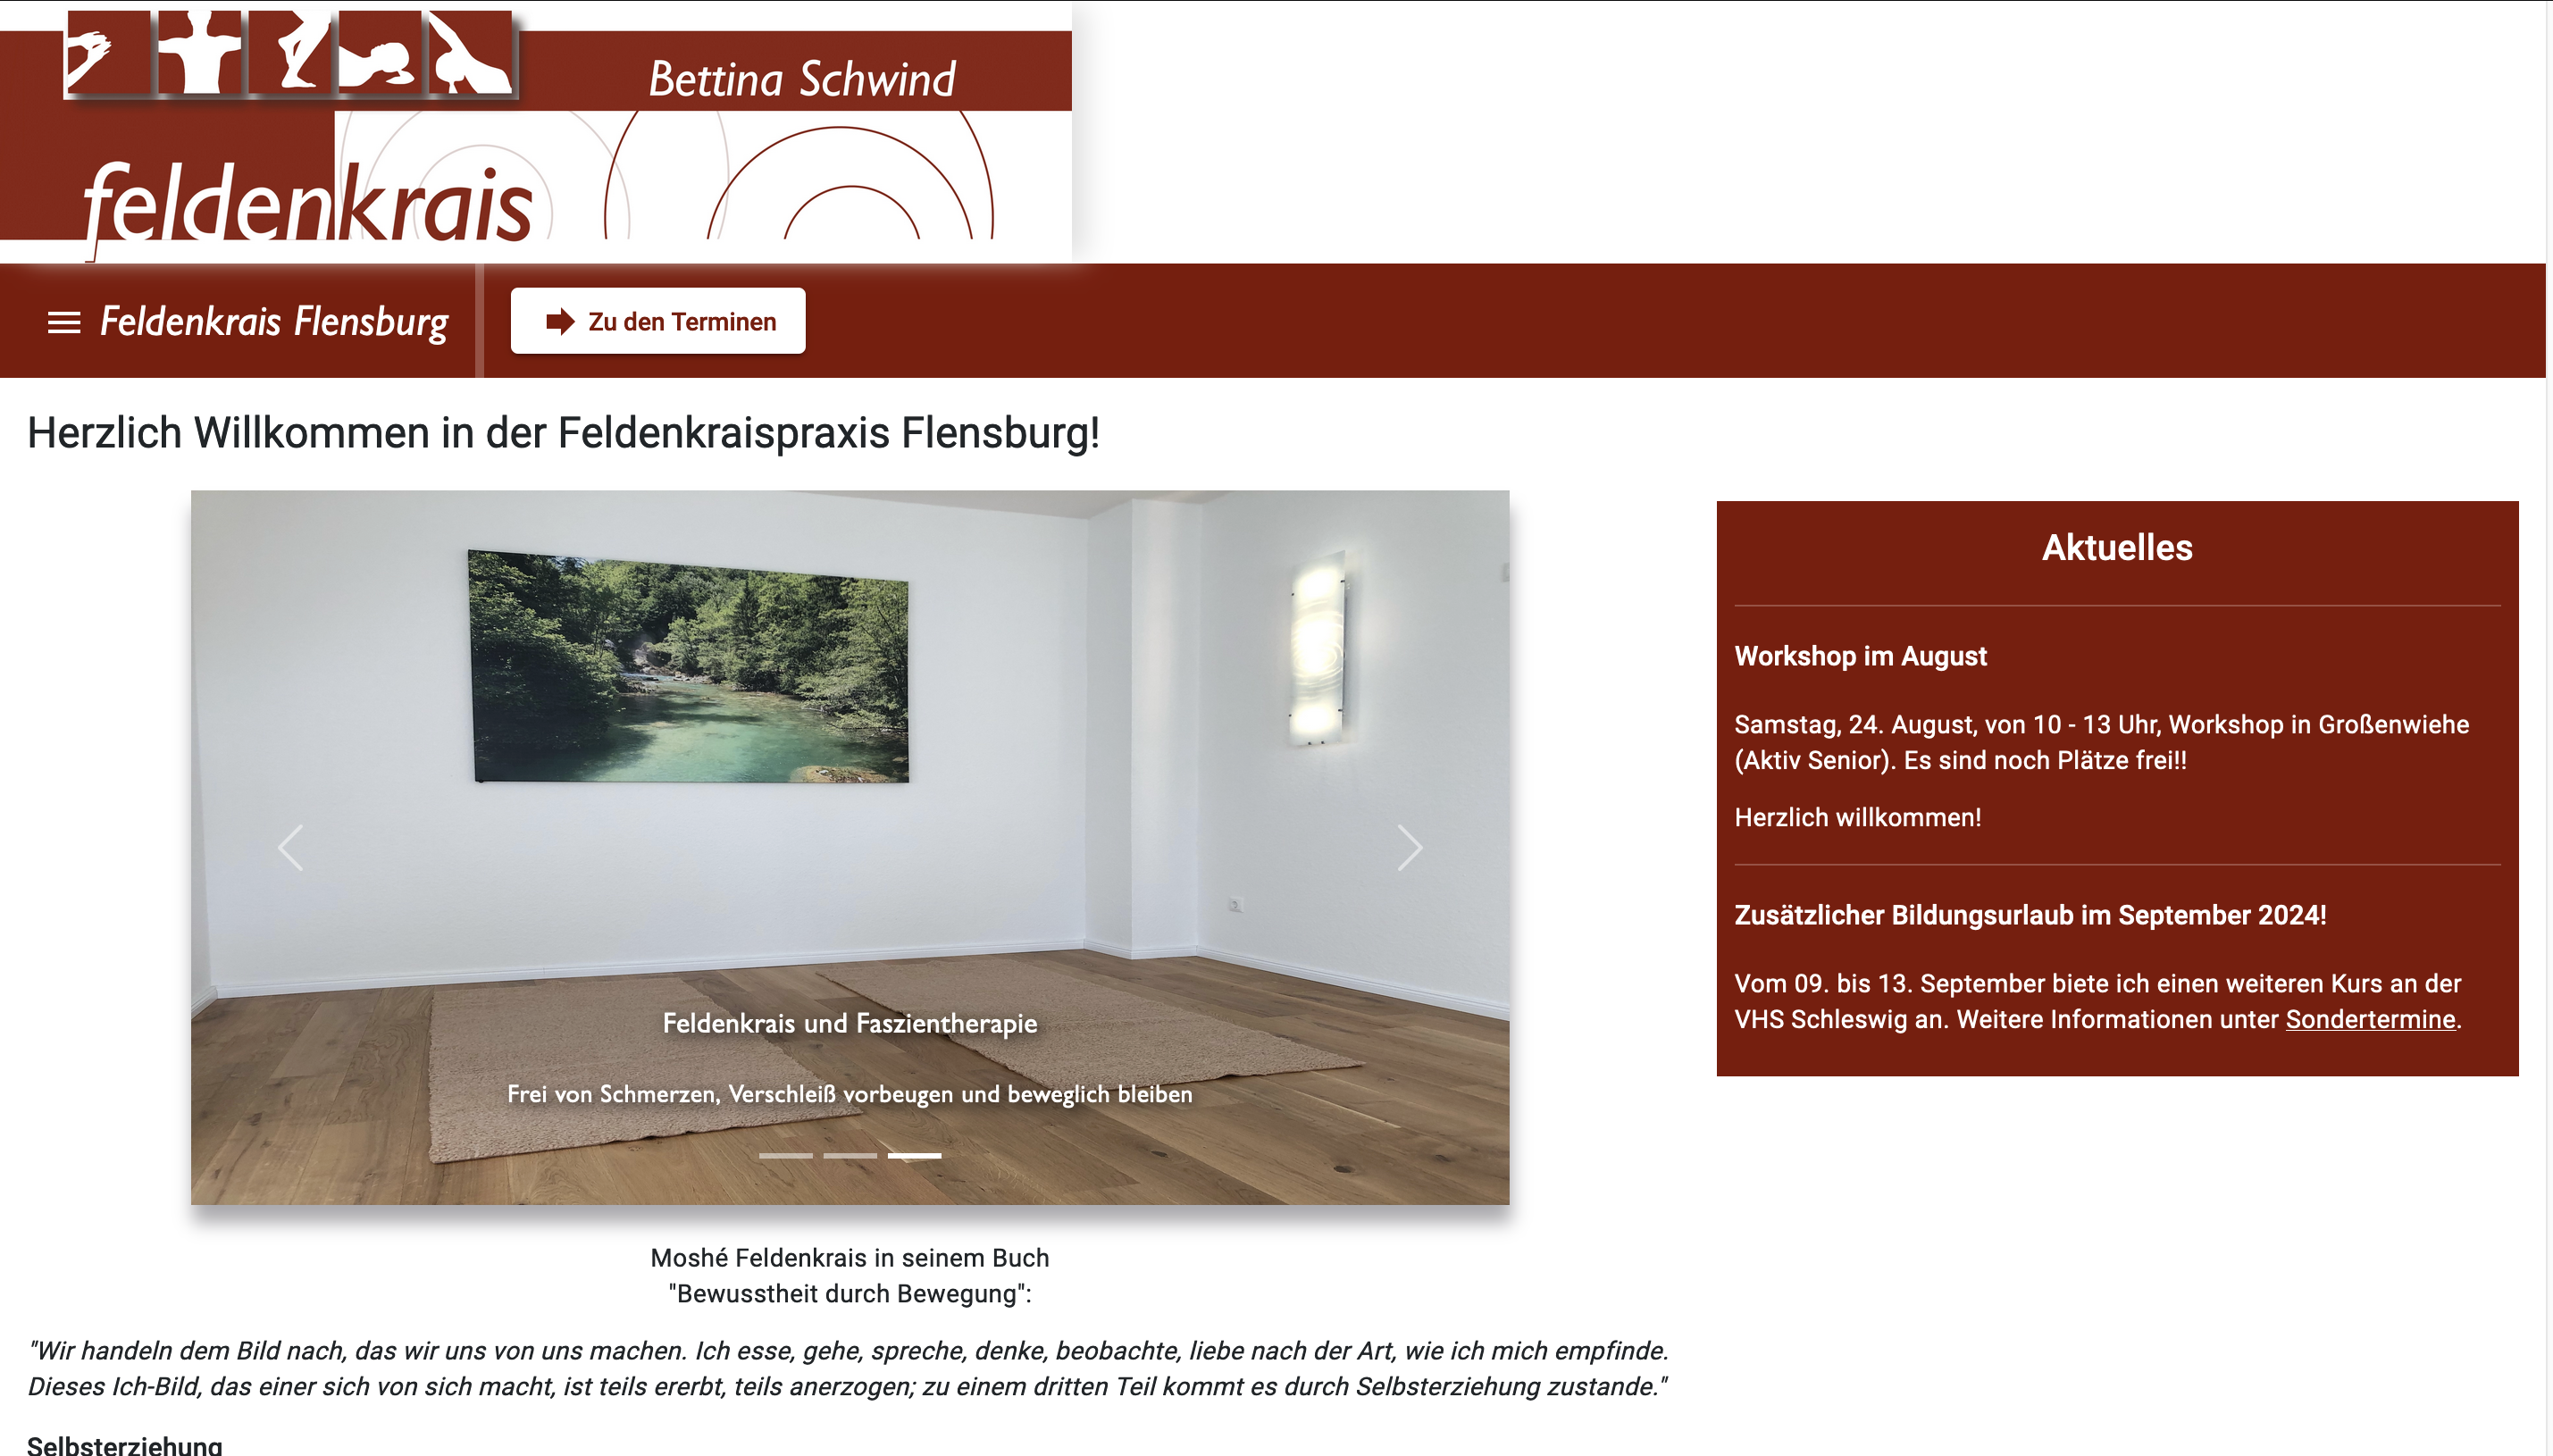 Bettina Schwind
feldenkrais
Feldenkrais Flensburg
Zu den Terminen
Herzlich Willkommen in der Feldenkraispraxis Flensburg!
Feldenkrais und Faszientherapie
Frei von Schmerzen, Verschleiß vorbeugen und beweglich bleiben
Moshé Feldenkrais in seinem Buch
"Bewusstheit durch Bewegung":
"Wir handeln dem Bild nach, das wir uns von uns machen. Ich esse, gehe, spreche, denke, beobachte, liebe nach der Art, wie ich mich empfinde.
Dieses Ich-Bild, das einer sich von sich macht, ist teils ererbt, teils anerzogen; zu einem dritten Teil kommt es durch Selbsterziehung zustande."
Selbsterziehung
Aktuelles
Workshop im August
Samstag, 24. August, von 10 - 13 Uhr, Workshop in Großenwiehe
(Aktiv Senior). Es sind noch Plätze frei!!
Herzlich willkommen!
Zusätzlicher Bildungsurlaub im September 2024!
Vom 09. bis 13. September biete ich einen weiteren Kurs an der
VHS Schleswig an. Weitere Informationen unter Sondertermine.